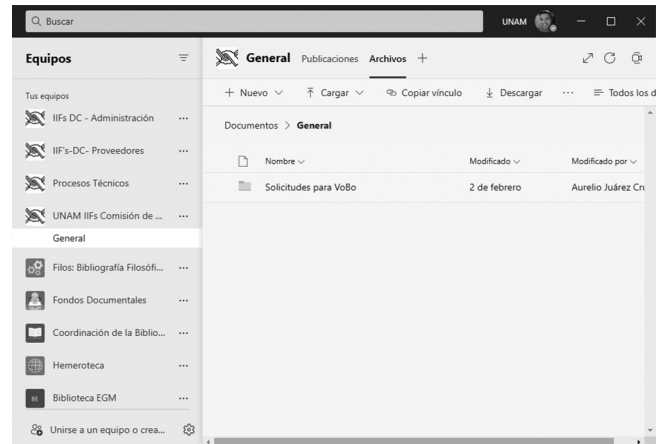 Buscar
UNAM
Equipos
Tus equipos
IIFs DC - Administración ...
IIF's-DC- Proveedores ...
Procesos Técnicos ...
UNAM IIFs Comisión de ... ...
General
Filos: Bibliografía Filosófi... ...
Fondos Documentales ...
Coordinación de la Biblio... ...
Hemeroteca ...
Biblioteca EGM ...
Unirse a un equipo o crea...
General Publicaciones Archivos +
+ Nuevo Cargar Copiar vínculo Descargar ... Todos los d
Documentos > General
Nombre Modificado Modificado por
Solicitudes para VoBo 2 de febrero Aurelio Juárez Cru